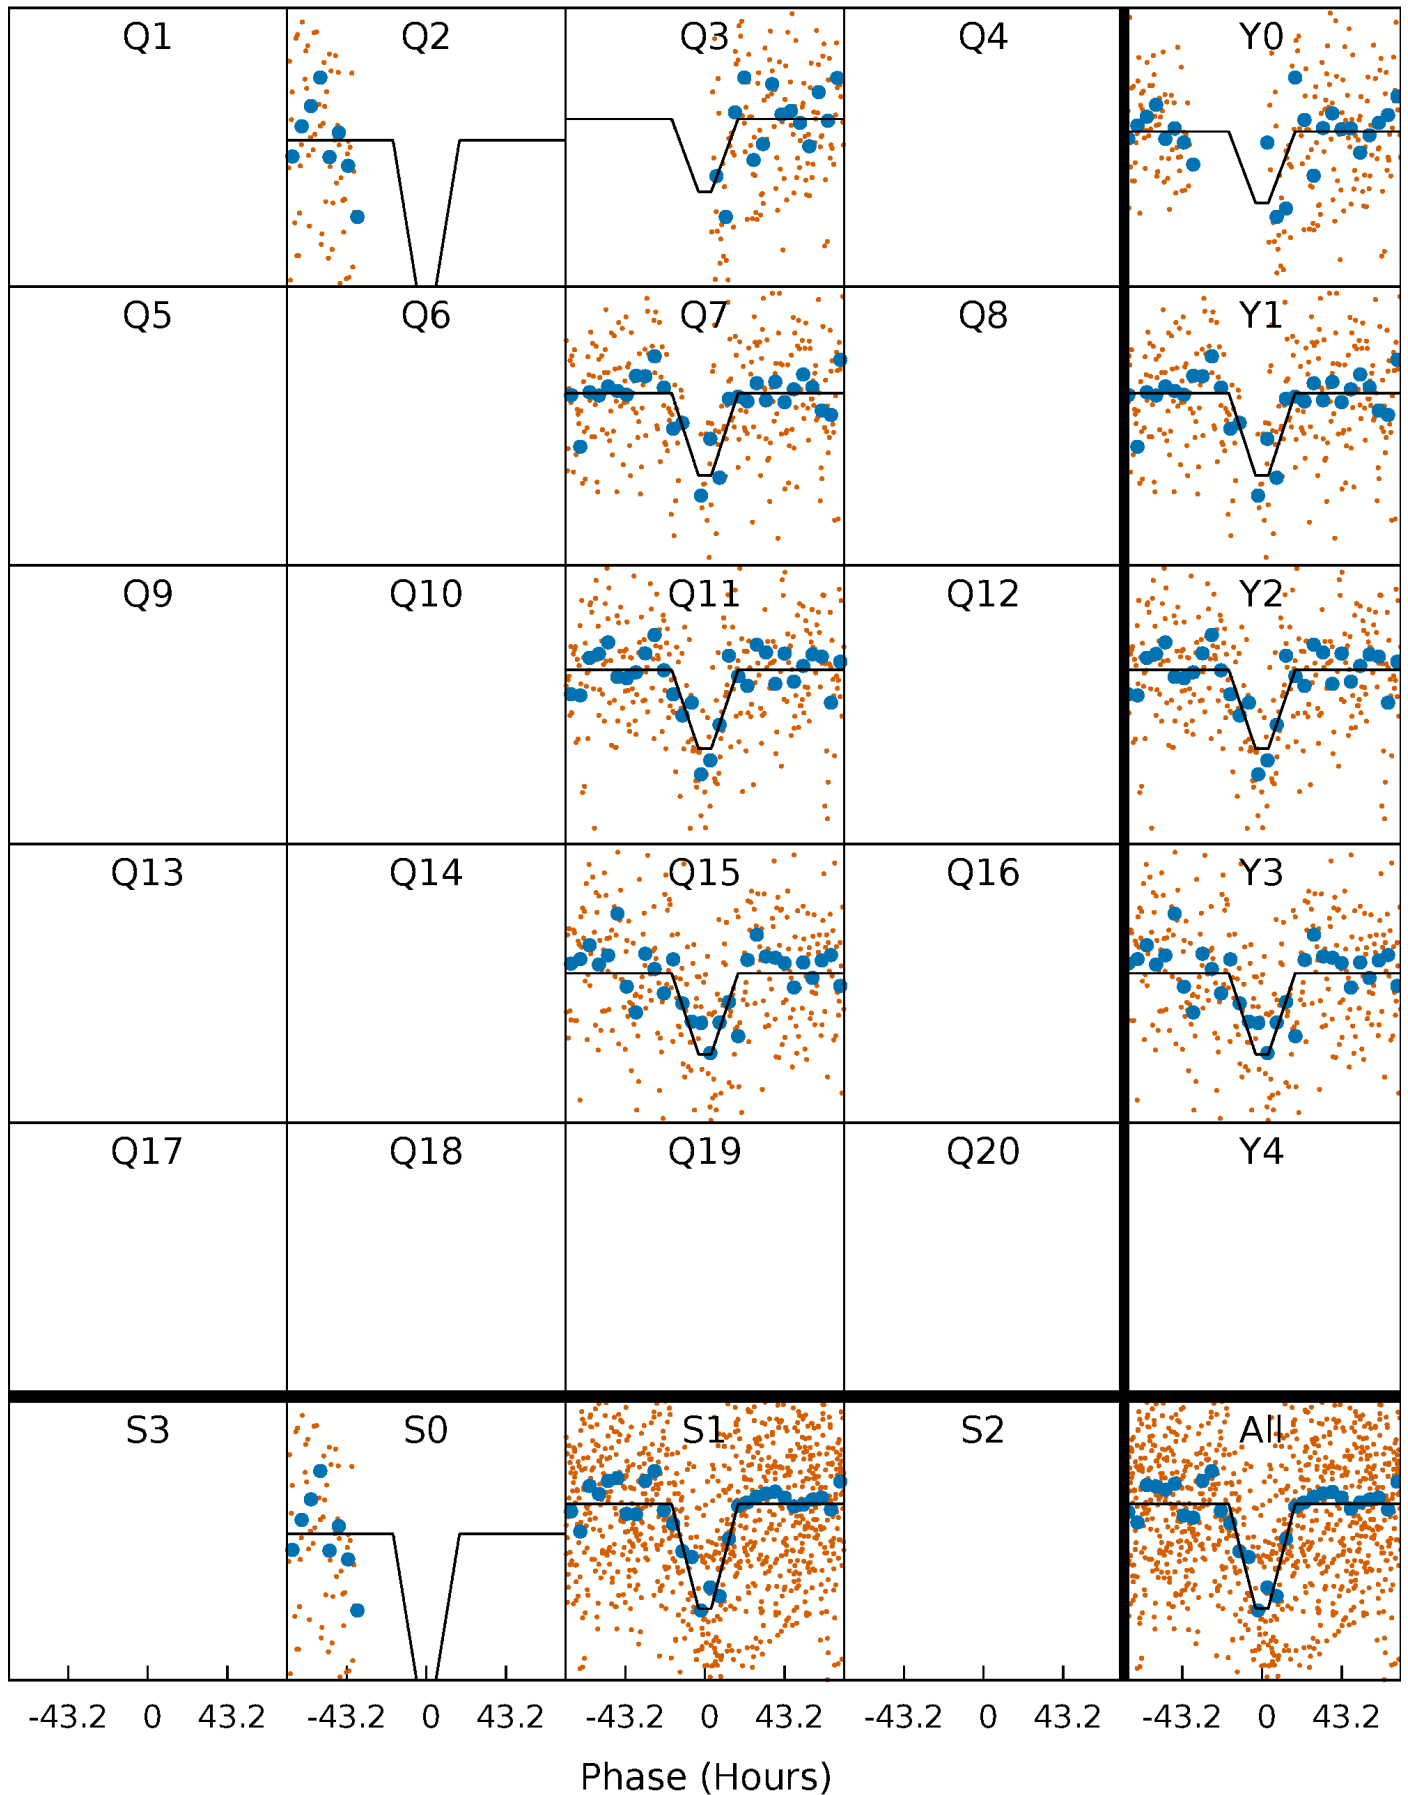 Q1 Q2 Q3 Q4 Y0
Q5 Q6 Q7 Q8 Y1
Q9 Q10 Q11 Q12 Y2
Q13 Q14 Q15 Q16 Y3
Q17 Q18 Q19 Q20 Y4
S3 S0 S1 S2 All
-43.2 0 43.2 -43.2 0 43.2 -43.2 0 43.2 -43.2 0 43.2 -43.2 0 43.2
Phase (Hours)